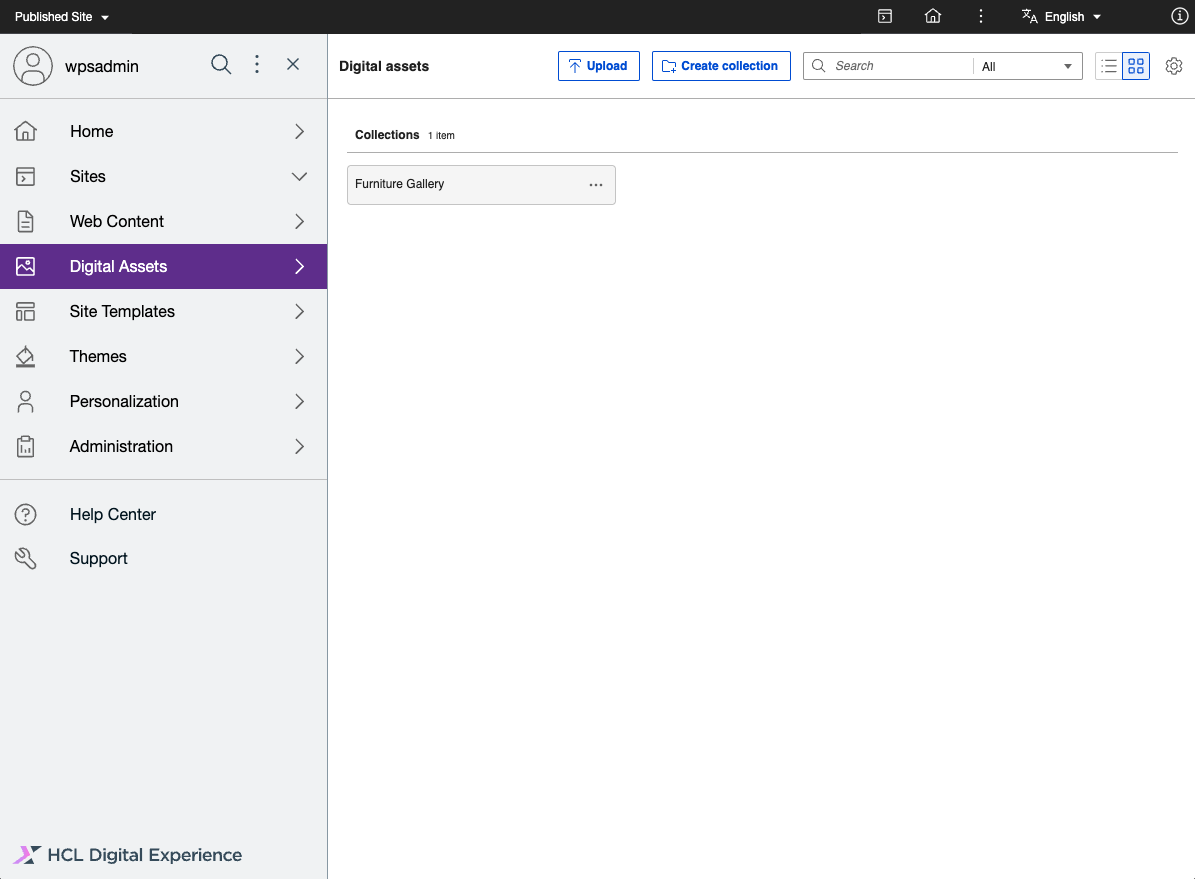 Published Site
English
wpsadmin
Home
Sites
Web Content
Digital Assets
Site Templates
Themes
Personalization
Administration
Help Center
Support
HCL Digital Experience
Digital assets
Upload
Create collection
Search
All
Collections 1 item
Furniture Gallery